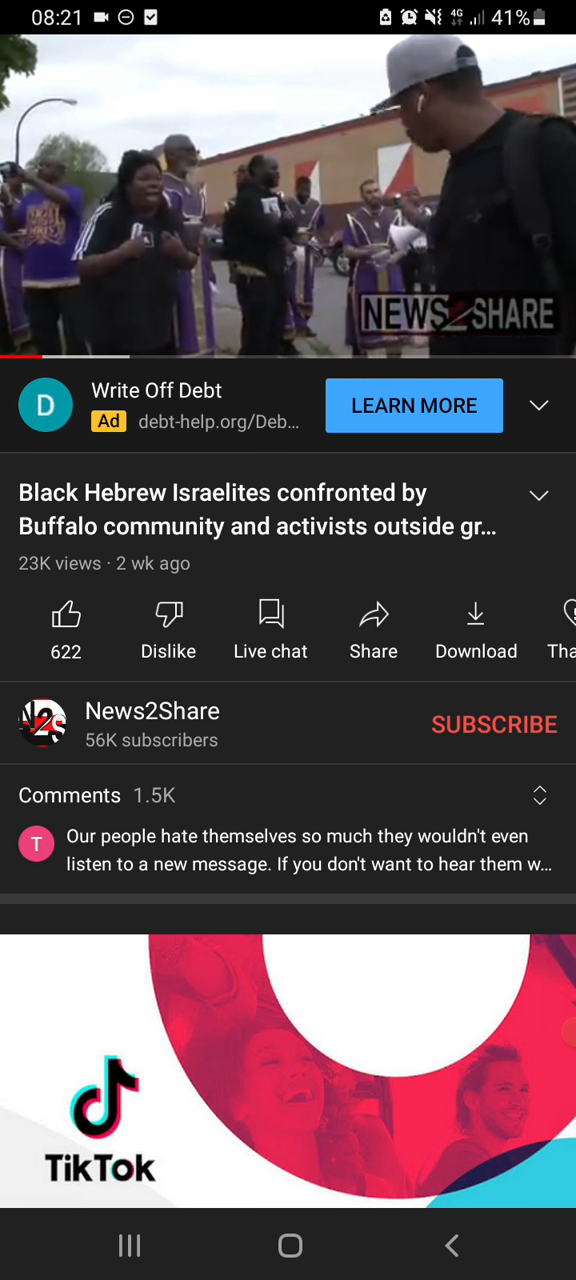 08:21
4G
41%
NEWS2SHARE
D
Write Off Debt
Ad debt-help.org/Deb...
LEARN MORE
Black Hebrew Israelites confronted by
Buffalo community and activists outside gr...
23K views · 2 wk ago
622
Dislike
Live chat
Share
Download
Tha
N2S
News2Share
56K subscribers
SUBSCRIBE
Comments 1.5K
T
Our people hate themselves so much they wouldn't even
listen to a new message. If you don't want to hear them w...
TikTok